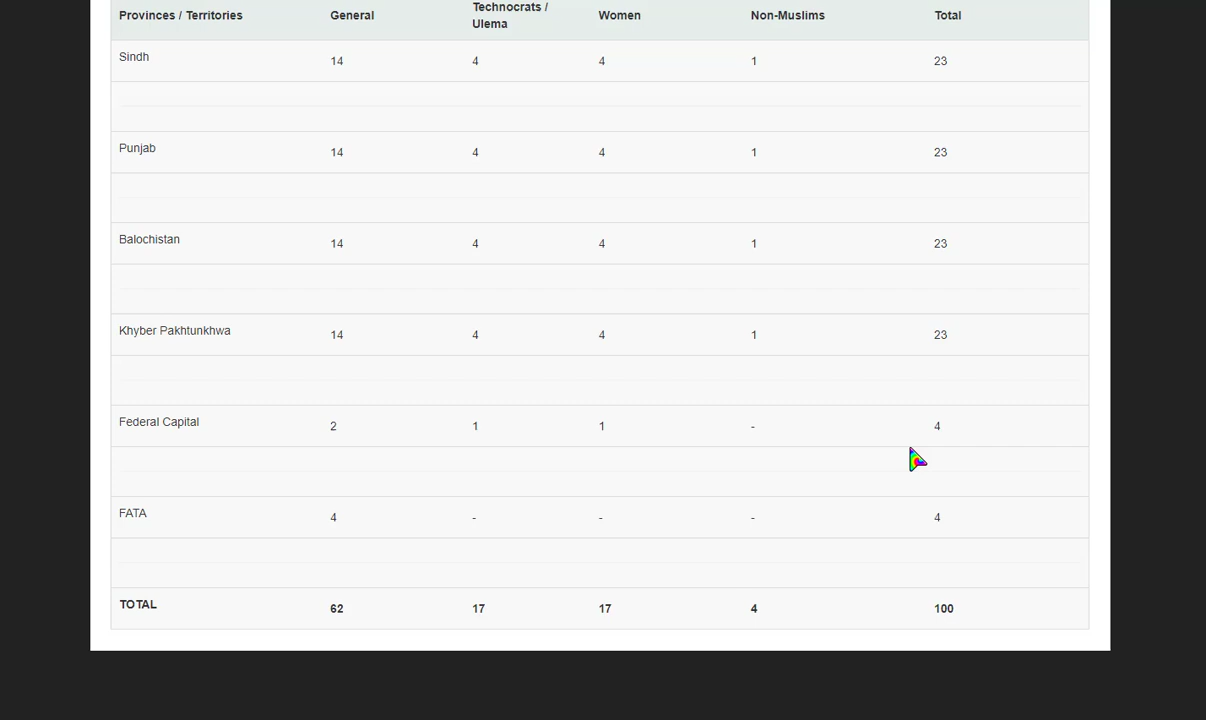 Provinces / Territories General Technocrats / Ulema Women Non-Muslims Total
Sindh 14 4 4 1 23
Punjab 14 4 4 1 23
Balochistan 14 4 4 1 23
Khyber Pakhtunkhwa 14 4 4 1 23
Federal Capital 2 1 1 - 4
FATA 4 - - - 4
TOTAL 62 17 17 4 100